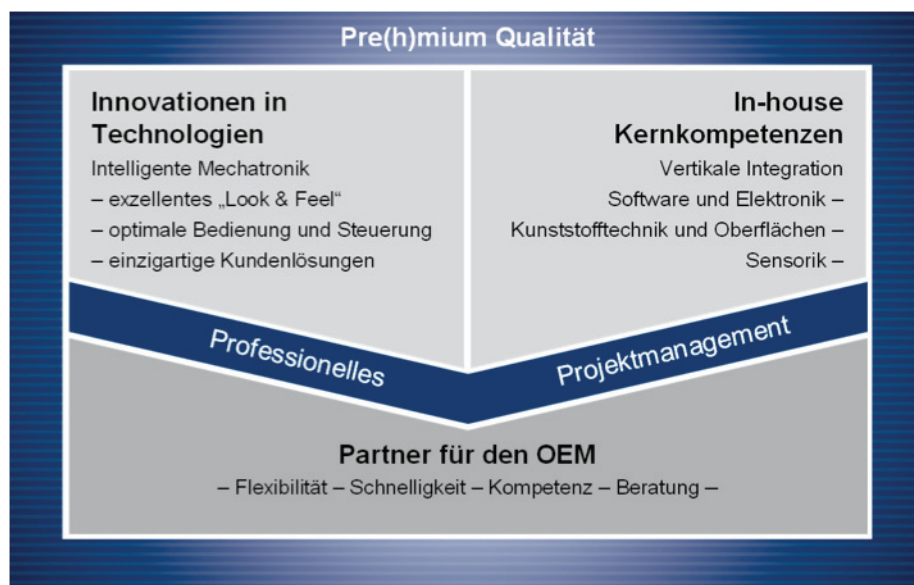 Pre(h)mium Qualität
Innovationen in
Technologien
Intelligente Mechatronik
– exzellentes „Look & Feel“
– optimale Bedienung und Steuerung
– einzigartige Kundenlösungen
In-house
Kernkompetenzen
Vertikale Integration
Software und Elektronik –
Kunststofftechnik und Oberflächen –
Sensorik –
Professionelles
Projektmanagement
Partner für den OEM
– Flexibilität – Schnelligkeit – Kompetenz – Beratung –